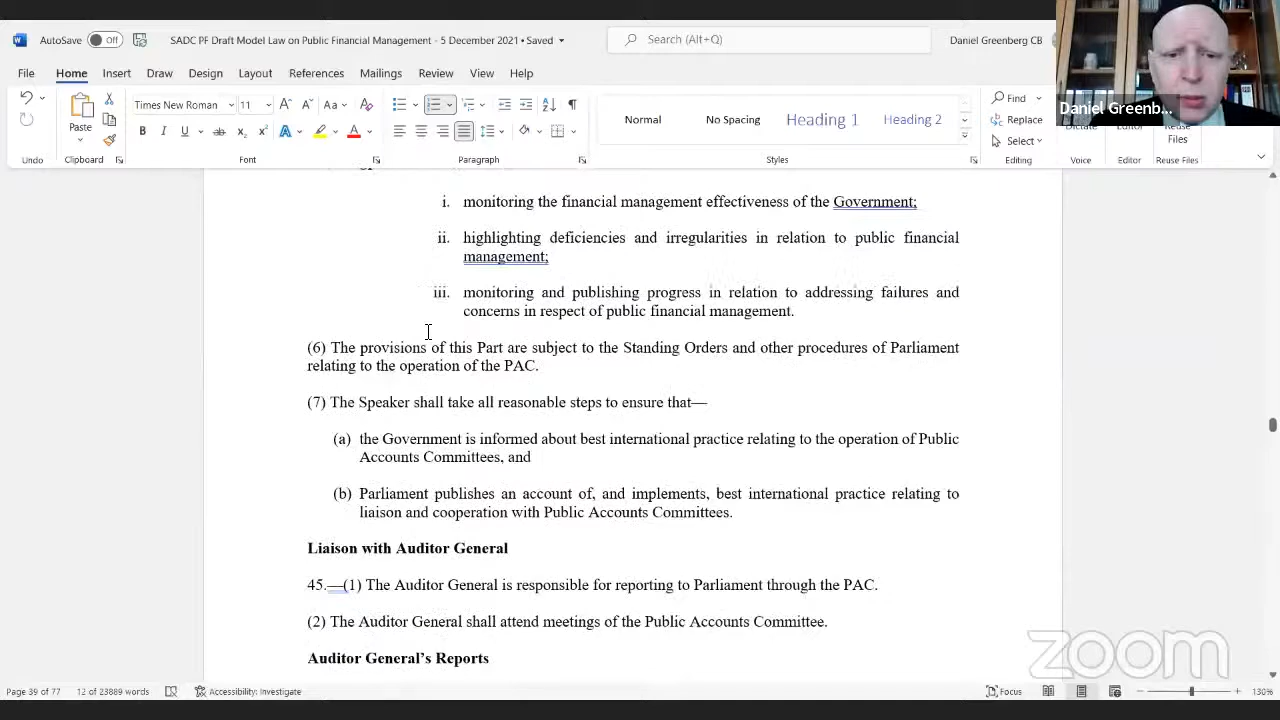 AutoSave Off SADC PF Draft Model Law on Public Financial Management - 5 December 2021 • Saved Search (Alt+Q) Daniel Greenberg CB
File Home Insert Draw Design Layout References Mailings Review View Help
Daniel Greenb...
Times New Roman 11 Aa Normal No Spacing Heading 1 Heading 2 Find
Paste Replace Dictate Editor Reuse Files
B I U ab x A A Select
Undo Clipboard Font Paragraph Styles Editing Voice Editor Reuse Files
i. monitoring the financial management effectiveness of the Government;
ii. highlighting deficiencies and irregularities in relation to public financial
management;
iii. monitoring and publishing progress in relation to addressing failures and
concerns in respect of public financial management.
(6) The provisions of this Part are subject to the Standing Orders and other procedures of Parliament
relating to the operation of the PAC.
(7) The Speaker shall take all reasonable steps to ensure that—
(a) the Government is informed about best international practice relating to the operation of Public
Accounts Committees, and
(b) Parliament publishes an account of, and implements, best international practice relating to
liaison and cooperation with Public Accounts Committees.
Liaison with Auditor General
45.—(1) The Auditor General is responsible for reporting to Parliament through the PAC.
(2) The Auditor General shall attend meetings of the Public Accounts Committee.
Auditor General's Reports
zoom
Page 39 of 77 12 of 23889 words Accessibility: Investigate Focus 130%